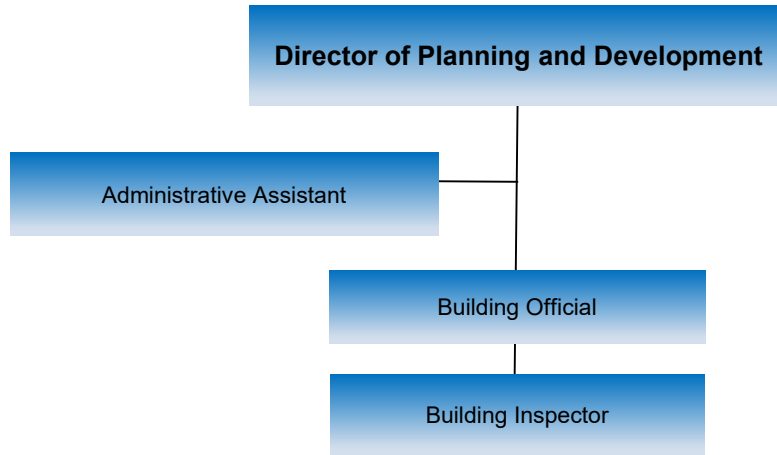 Director of Planning and Development
Administrative Assistant
Building Official
Building Inspector